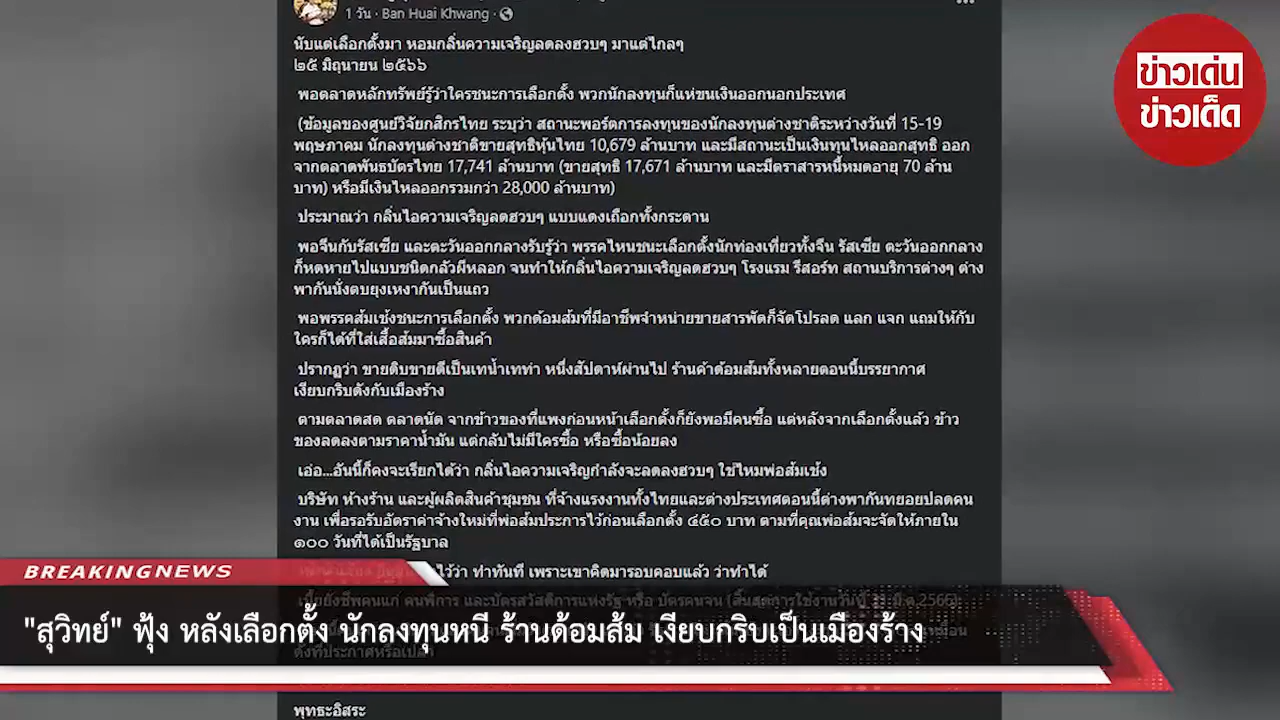 1 วัน · Ban Huai Khwang ·
ข่าวเด่น
ข่าวเด็ด
นับแต่เลือกตั้งมา หอมกลิ่นความเจริญลดลงฮวบๆ มาแต่ไกลๆ
๒๕ มิถุนายน ๒๕๖๖
พอตลาดหลักทรัพย์รู้ว่าใครชนะการเลือกตั้ง พวกนักลงทุนก็แห่ขนเงินออกนอกประเทศ
(ข้อมูลของศูนย์วิจัยกสิกรไทย ระบุว่า สถานะพอร์ตการลงทุนของนักลงทุนต่างชาติระหว่างวันที่ 15-19
พฤษภาคม นักลงทุนต่างชาติขายสุทธิหุ้นไทย 10,679 ล้านบาท และมีสถานะเป็นเงินทุนไหลออกสุทธิ ออก
จากตลาดพันธบัตรไทย 17,741 ล้านบาท (ขายสุทธิ 17,671 ล้านบาท และมีตราสารหนี้หมดอายุ 70 ล้าน
บาท) หรือมีเงินไหลออกรวมกว่า 28,000 ล้านบาท)
ประมาณว่า กลิ่นไอความเจริญลดฮวบๆ แบบแดงเถือกทั้งกระดาน
พอจีนกับรัสเซีย และตะวันออกกลางรับรู้ว่า พรรคไหนชนะเลือกตั้งนักท่องเที่ยวทั้งจีน รัสเซีย ตะวันออกกลาง
ก็หดหายไปแบบชนิดกลัวผีหลอก จนทำให้กลิ่นไอความเจริญลดฮวบๆ โรงแรม รีสอร์ท สถานบริการต่างๆ ต่าง
พากันนั่งตบยุงเหงากันเป็นแถว
พอพรรคส้มเช้งชนะการเลือกตั้ง พวกด้อมส้มที่มีอาชีพจำหน่ายขายสารพัดก็จัดโปรลด แลก แจก แถมให้กับ
ใครก็ได้ที่ใส่เสื้อส้มมาซื้อสินค้า
ปรากฏว่า ขายดิบขายดีเป็นเทน้ำเทท่า หนึ่งสัปดาห์ผ่านไป ร้านค้าด้อมส้มทั้งหลายตอนนี้บรรยากาศ
เงียบกริบดังกับเมืองร้าง
ตามตลาดสด ตลาดนัด จากข้าวของที่แพงก่อนหน้าเลือกตั้งก็ยังพอมีคนซื้อ แต่หลังจากเลือกตั้งแล้ว ข้าว
ของลดลงตามราคาน้ำมัน แต่กลับไม่มีใครซื้อ หรือซื้อน้อยลง
เอ่อ...อันนี้ก็คงจะเรียกได้ว่า กลิ่นไอความเจริญกำลังจะลดลงฮวบๆ ใช่ไหมพ่อส้มเช้ง
บริษัท ห้างร้าน และผู้ผลิตสินค้าชุมชน ที่จ้างแรงงานทั้งไทยและต่างประเทศตอนนี้ต่างพากันทยอยปลดคน
งาน เพื่อรอรับอัตราค่าจ้างใหม่ที่พ่อส้มประการไว้ก่อนเลือกตั้ง ๔๕๐ บาท ตามที่คุณพ่อส้มจะจัดให้ภายใน
๑๐๐ วันที่ได้เป็นรัฐบาล
ไว้ว่า ทำทันที เพราะเขาคิดมารอบคอบแล้ว ว่าทำได้
BREAKINGNEWS
เบี้ยยังชีพคนแก่ คนพิการ และบัตรสวัสดิการแห่งรัฐ หรือ บัตรคนจน
"สุวิทย์" ฟุ้ง หลังเลือกตั้ง นักลงทุนหนี ร้านด้อมส้ม เงียบกริบเป็นเมืองร้าง
ดั่งที่ประกาศหรือเปล่า
พุทธะอิสระ